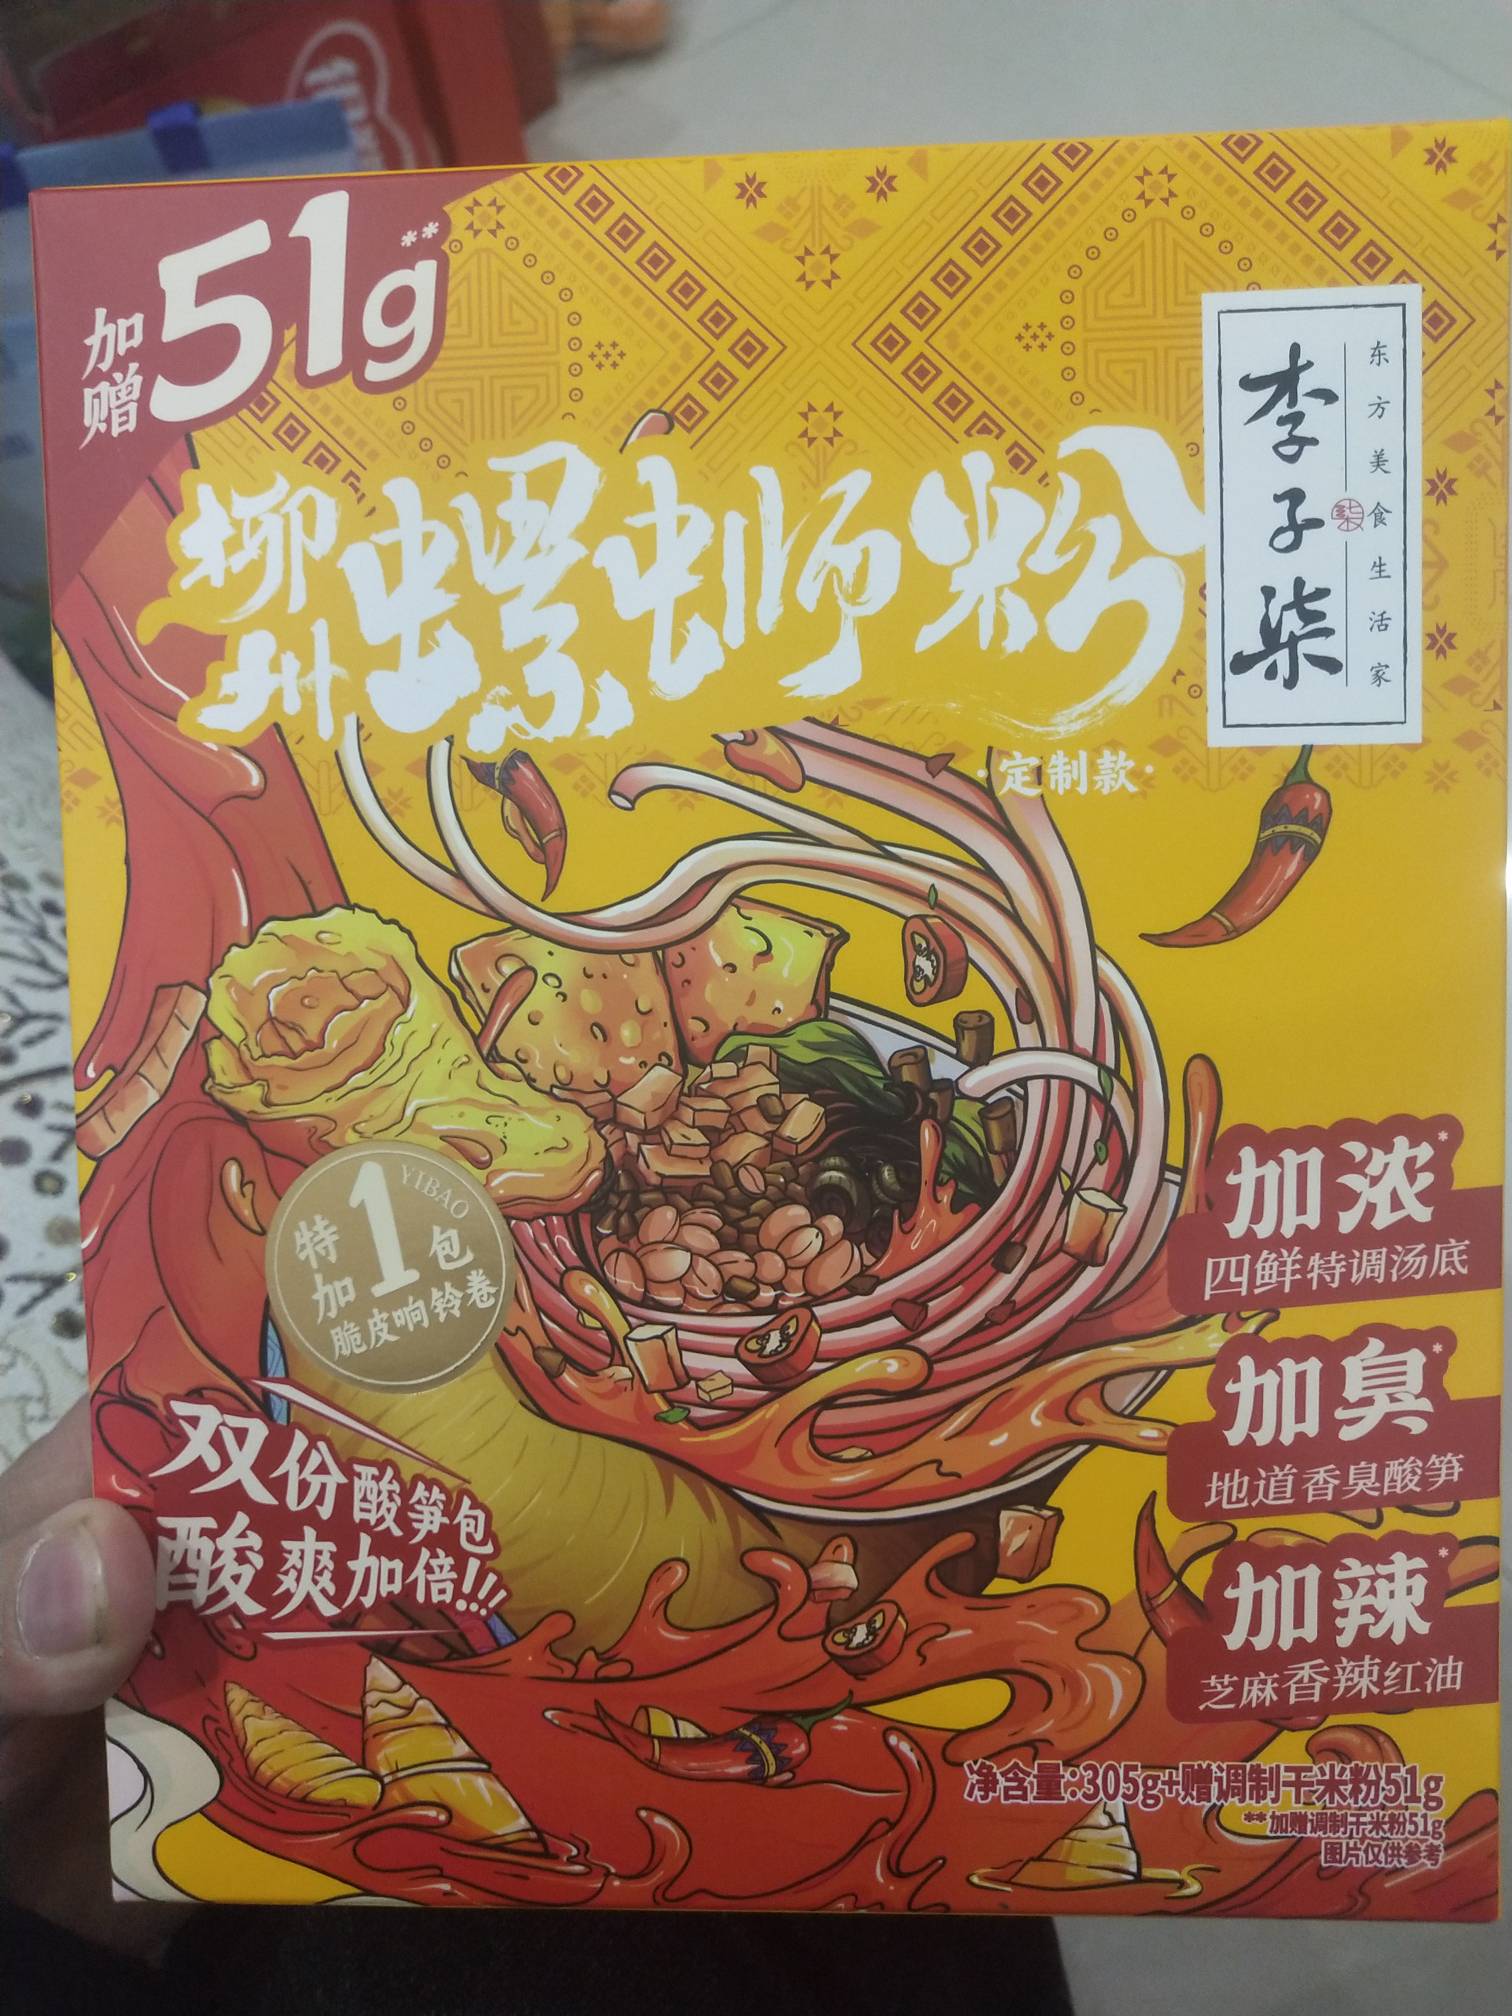 加赠51g**
李子柒
东方美食生活家
柒
柳州螺蛳粉
·定制款·
YIBAO
特加1包
脆皮响铃卷
双份酸笋包
酸爽加倍!!!
加浓*
四鲜特调汤底
加臭*
地道香臭酸笋
加辣*
芝麻香辣红油
净含量:305g+赠调制干米粉51g
**加赠调制干米粉51g
图片仅供参考